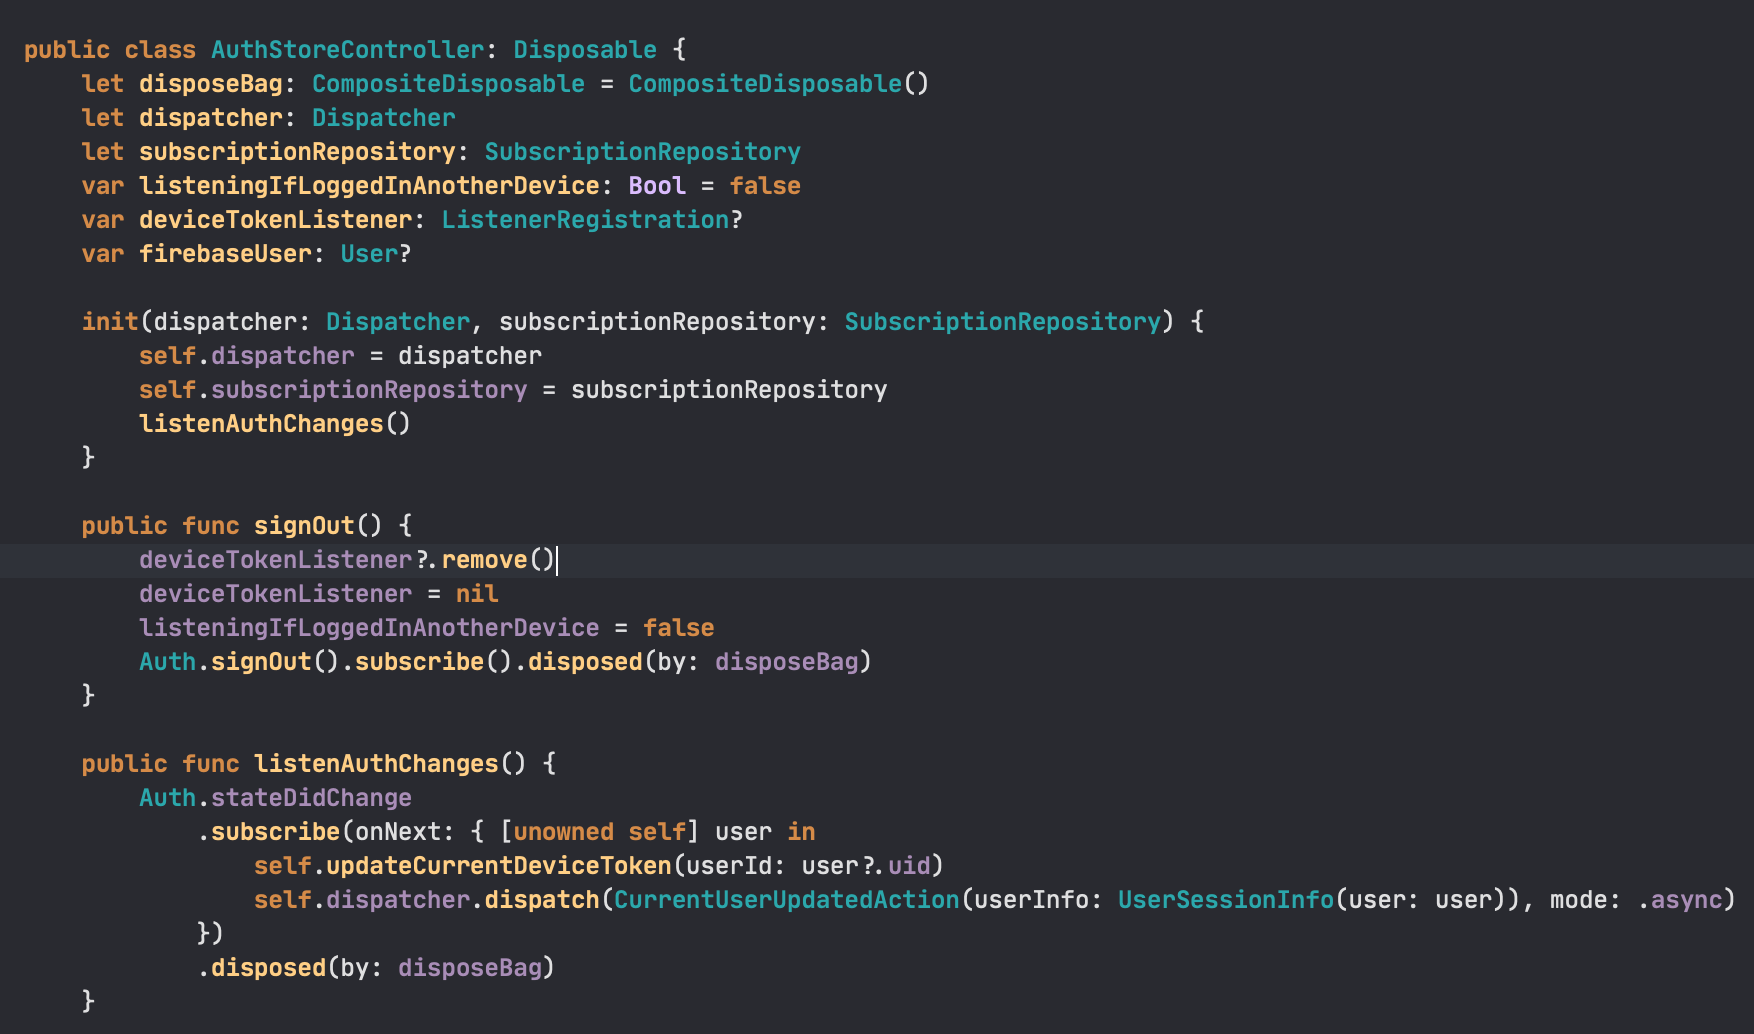 public class AuthStoreController: Disposable {
    let disposeBag: CompositeDisposable = CompositeDisposable()
    let dispatcher: Dispatcher
    let subscriptionRepository: SubscriptionRepository
    var listeningIfLoggedInAnotherDevice: Bool = false
    var deviceTokenListener: ListenerRegistration?
    var firebaseUser: User?

    init(dispatcher: Dispatcher, subscriptionRepository: SubscriptionRepository) {
        self.dispatcher = dispatcher
        self.subscriptionRepository = subscriptionRepository
        listenAuthChanges()
    }

    public func signOut() {
        deviceTokenListener?.remove()
        deviceTokenListener = nil
        listeningIfLoggedInAnotherDevice = false
        Auth.signOut().subscribe().disposed(by: disposeBag)
    }

    public func listenAuthChanges() {
        Auth.stateDidChange
            .subscribe(onNext: { [unowned self] user in
                self.updateCurrentDeviceToken(userId: user?.uid)
                self.dispatcher.dispatch(CurrentUserUpdatedAction(userInfo: UserSessionInfo(user: user)), mode: .async)
            })
            .disposed(by: disposeBag)
    }